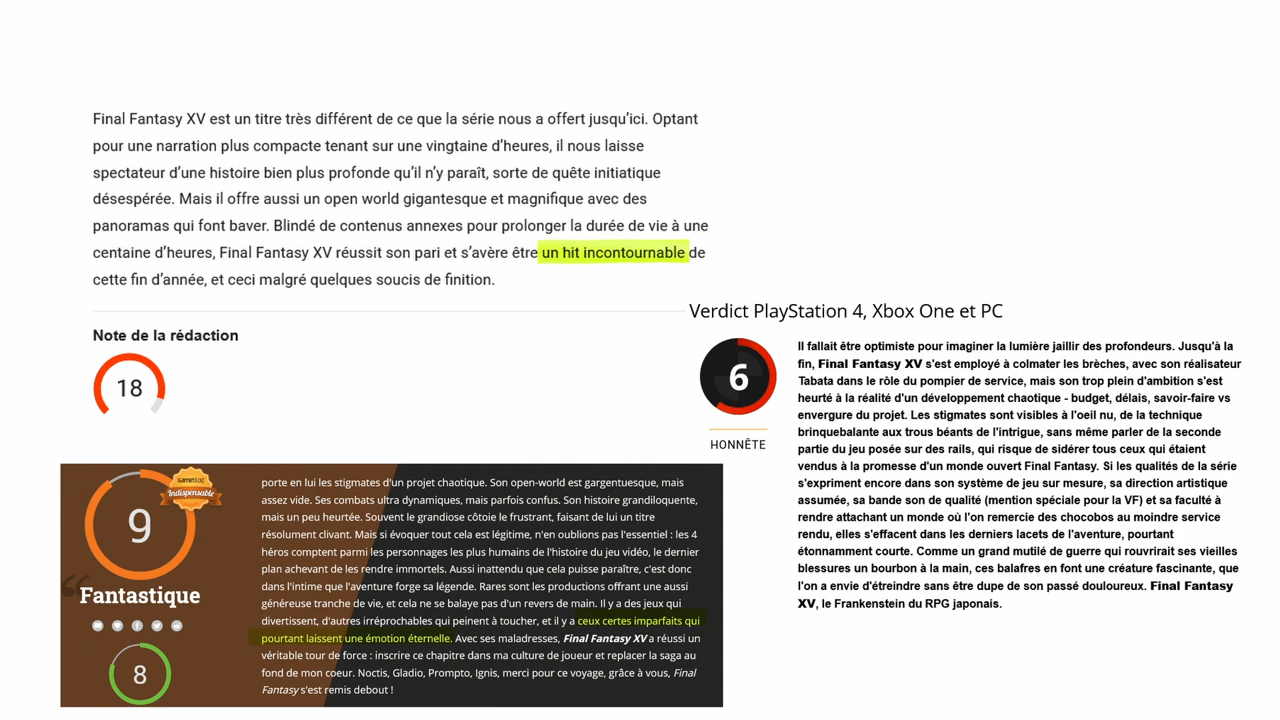 Final Fantasy XV est un titre très différent de ce que la série nous a offert jusqu'ici. Optant
pour une narration plus compacte tenant sur une vingtaine d'heures, il nous laisse
spectateur d'une histoire bien plus profonde qu'il n'y paraît, sorte de quête initiatique
désespérée. Mais il offre aussi un open world gigantesque et magnifique avec des
panoramas qui font baver. Blindé de contenus annexes pour prolonger la durée de vie à une
centaine d'heures, Final Fantasy XV réussit son pari et s'avère être un hit incontournable de
cette fin d'année, et ceci malgré quelques soucis de finition.
Note de la rédaction
18
Verdict PlayStation 4, Xbox One et PC
6
HONNÊTE
Il fallait être optimiste pour imaginer la lumière jaillir des profondeurs. Jusqu'à la
fin, Final Fantasy XV s'est employé à colmater les brèches, avec son réalisateur
Tabata dans le rôle du pompier de service, mais son trop plein d'ambition s'est
heurté à la réalité d'un développement chaotique - budget, délais, savoir-faire vs
envergure du projet. Les stigmates sont visibles à l'oeil nu, de la technique
brinquebalante aux trous béants de l'intrigue, sans même parler de la seconde
partie du jeu posée sur des rails, qui risque de sidérer tous ceux qui étaient
vendus à la promesse d'un monde ouvert Final Fantasy. Si les qualités de la série
s'expriment encore dans son système de jeu sur mesure, sa direction artistique
assumée, sa bande son de qualité (mention spéciale pour la VF) et sa faculté à
rendre attachant un monde où l'on remercie des chocobos au moindre service
rendu, elles s'effacent dans les derniers lacets de l'aventure, pourtant
étonnamment courte. Comme un grand mutilé de guerre qui rouvrirait ses vieilles
blessures un bourbon à la main, ces balafres en font une créature fascinante, que
l'on a envie d'étreindre sans être dupe de son passé douloureux. Final Fantasy
XV, le Frankenstein du RPG japonais.
9
gameblog
Indispensable
Fantastique
8
porte en lui les stigmates d'un projet chaotique. Son open-world est gargentuesque, mais
assez vide. Ses combats ultra dynamiques, mais parfois confus. Son histoire grandiloquente,
mais un peu heurtée. Souvent le grandiose côtoie le frustrant, faisant de lui un titre
résolument clivant. Mais si évoquer tout cela est légitime, n'en oublions pas l'essentiel : les 4
héros comptent parmi les personnages les plus humains de l'histoire du jeu vidéo, le dernier
plan achevant de les rendre immortels. Aussi inattendu que cela puisse paraître, c'est donc
dans l'intime que l'aventure forge sa légende. Rares sont les productions offrant une aussi
généreuse tranche de vie, et cela ne se balaye pas d'un revers de main. Il y a des jeux qui
divertissent, d'autres irréprochables qui peinent à toucher, et il y a ceux certes imparfaits qui
pourtant laissent une émotion éternelle. Avec ses maladresses, Final Fantasy XV a réussi un
véritable tour de force : inscrire ce chapitre dans ma culture de joueur et replacer la saga au
fond de mon coeur. Noctis, Gladio, Prompto, Ignis, merci pour ce voyage, grâce à vous, Final
Fantasy s'est remis debout !